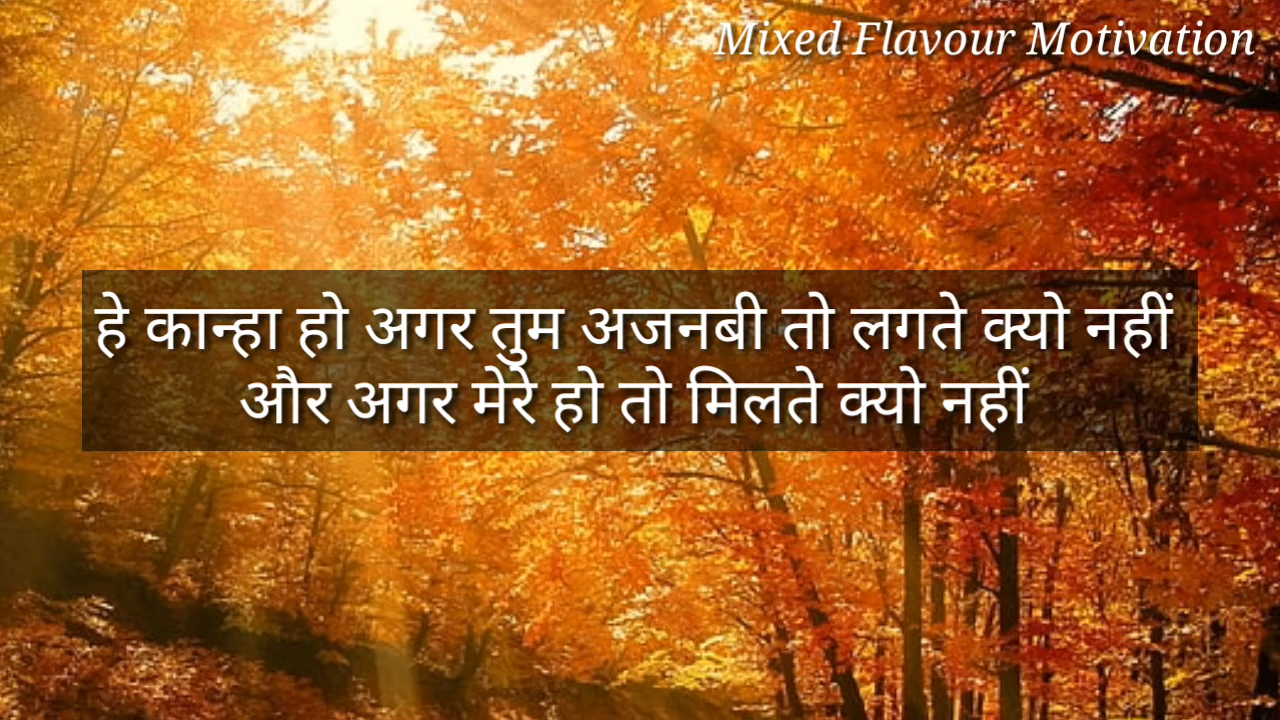 Mixed Flavour Motivation
हे कान्हा हो अगर तुम अजनबी तो लगते क्यो नहीं
और अगर मेरे हो तो मिलते क्यो नहीं